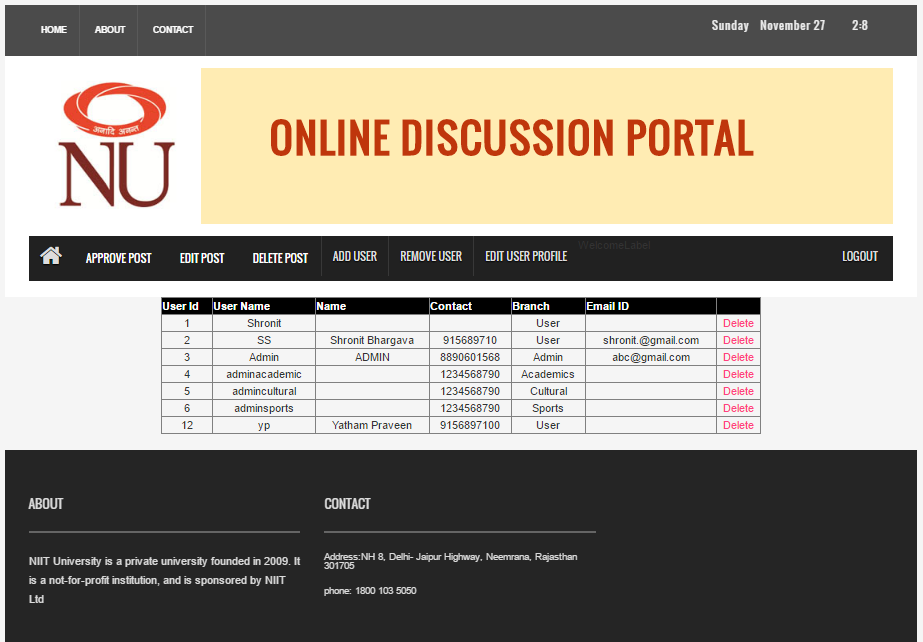 HOME ABOUT CONTACT Sunday November 27 2:8
अनादि अनन्त
NU
ONLINE DISCUSSION PORTAL
APPROVE POST EDIT POST DELETE POST ADD USER REMOVE USER EDIT USER PROFILE WelcomeLabel LOGOUT
User Id User Name Name Contact Branch Email ID
1 Shronit User Delete
2 SS Shronit Bhargava 915689710 User shronit.@gmail.com Delete
3 Admin ADMIN 8890601568 Admin abc@gmail.com Delete
4 adminacademic 1234568790 Academics Delete
5 admincultural 1234568790 Cultural Delete
6 adminsports 1234568790 Sports Delete
12 yp Yatham Praveen 9156897100 User Delete
ABOUT
NIIT University is a private university founded in 2009. It
is a not-for-profit institution, and is sponsored by NIIT
Ltd
CONTACT
Address:NH 8, Delhi- Jaipur Highway, Neemrana, Rajasthan
301705
phone: 1800 103 5050